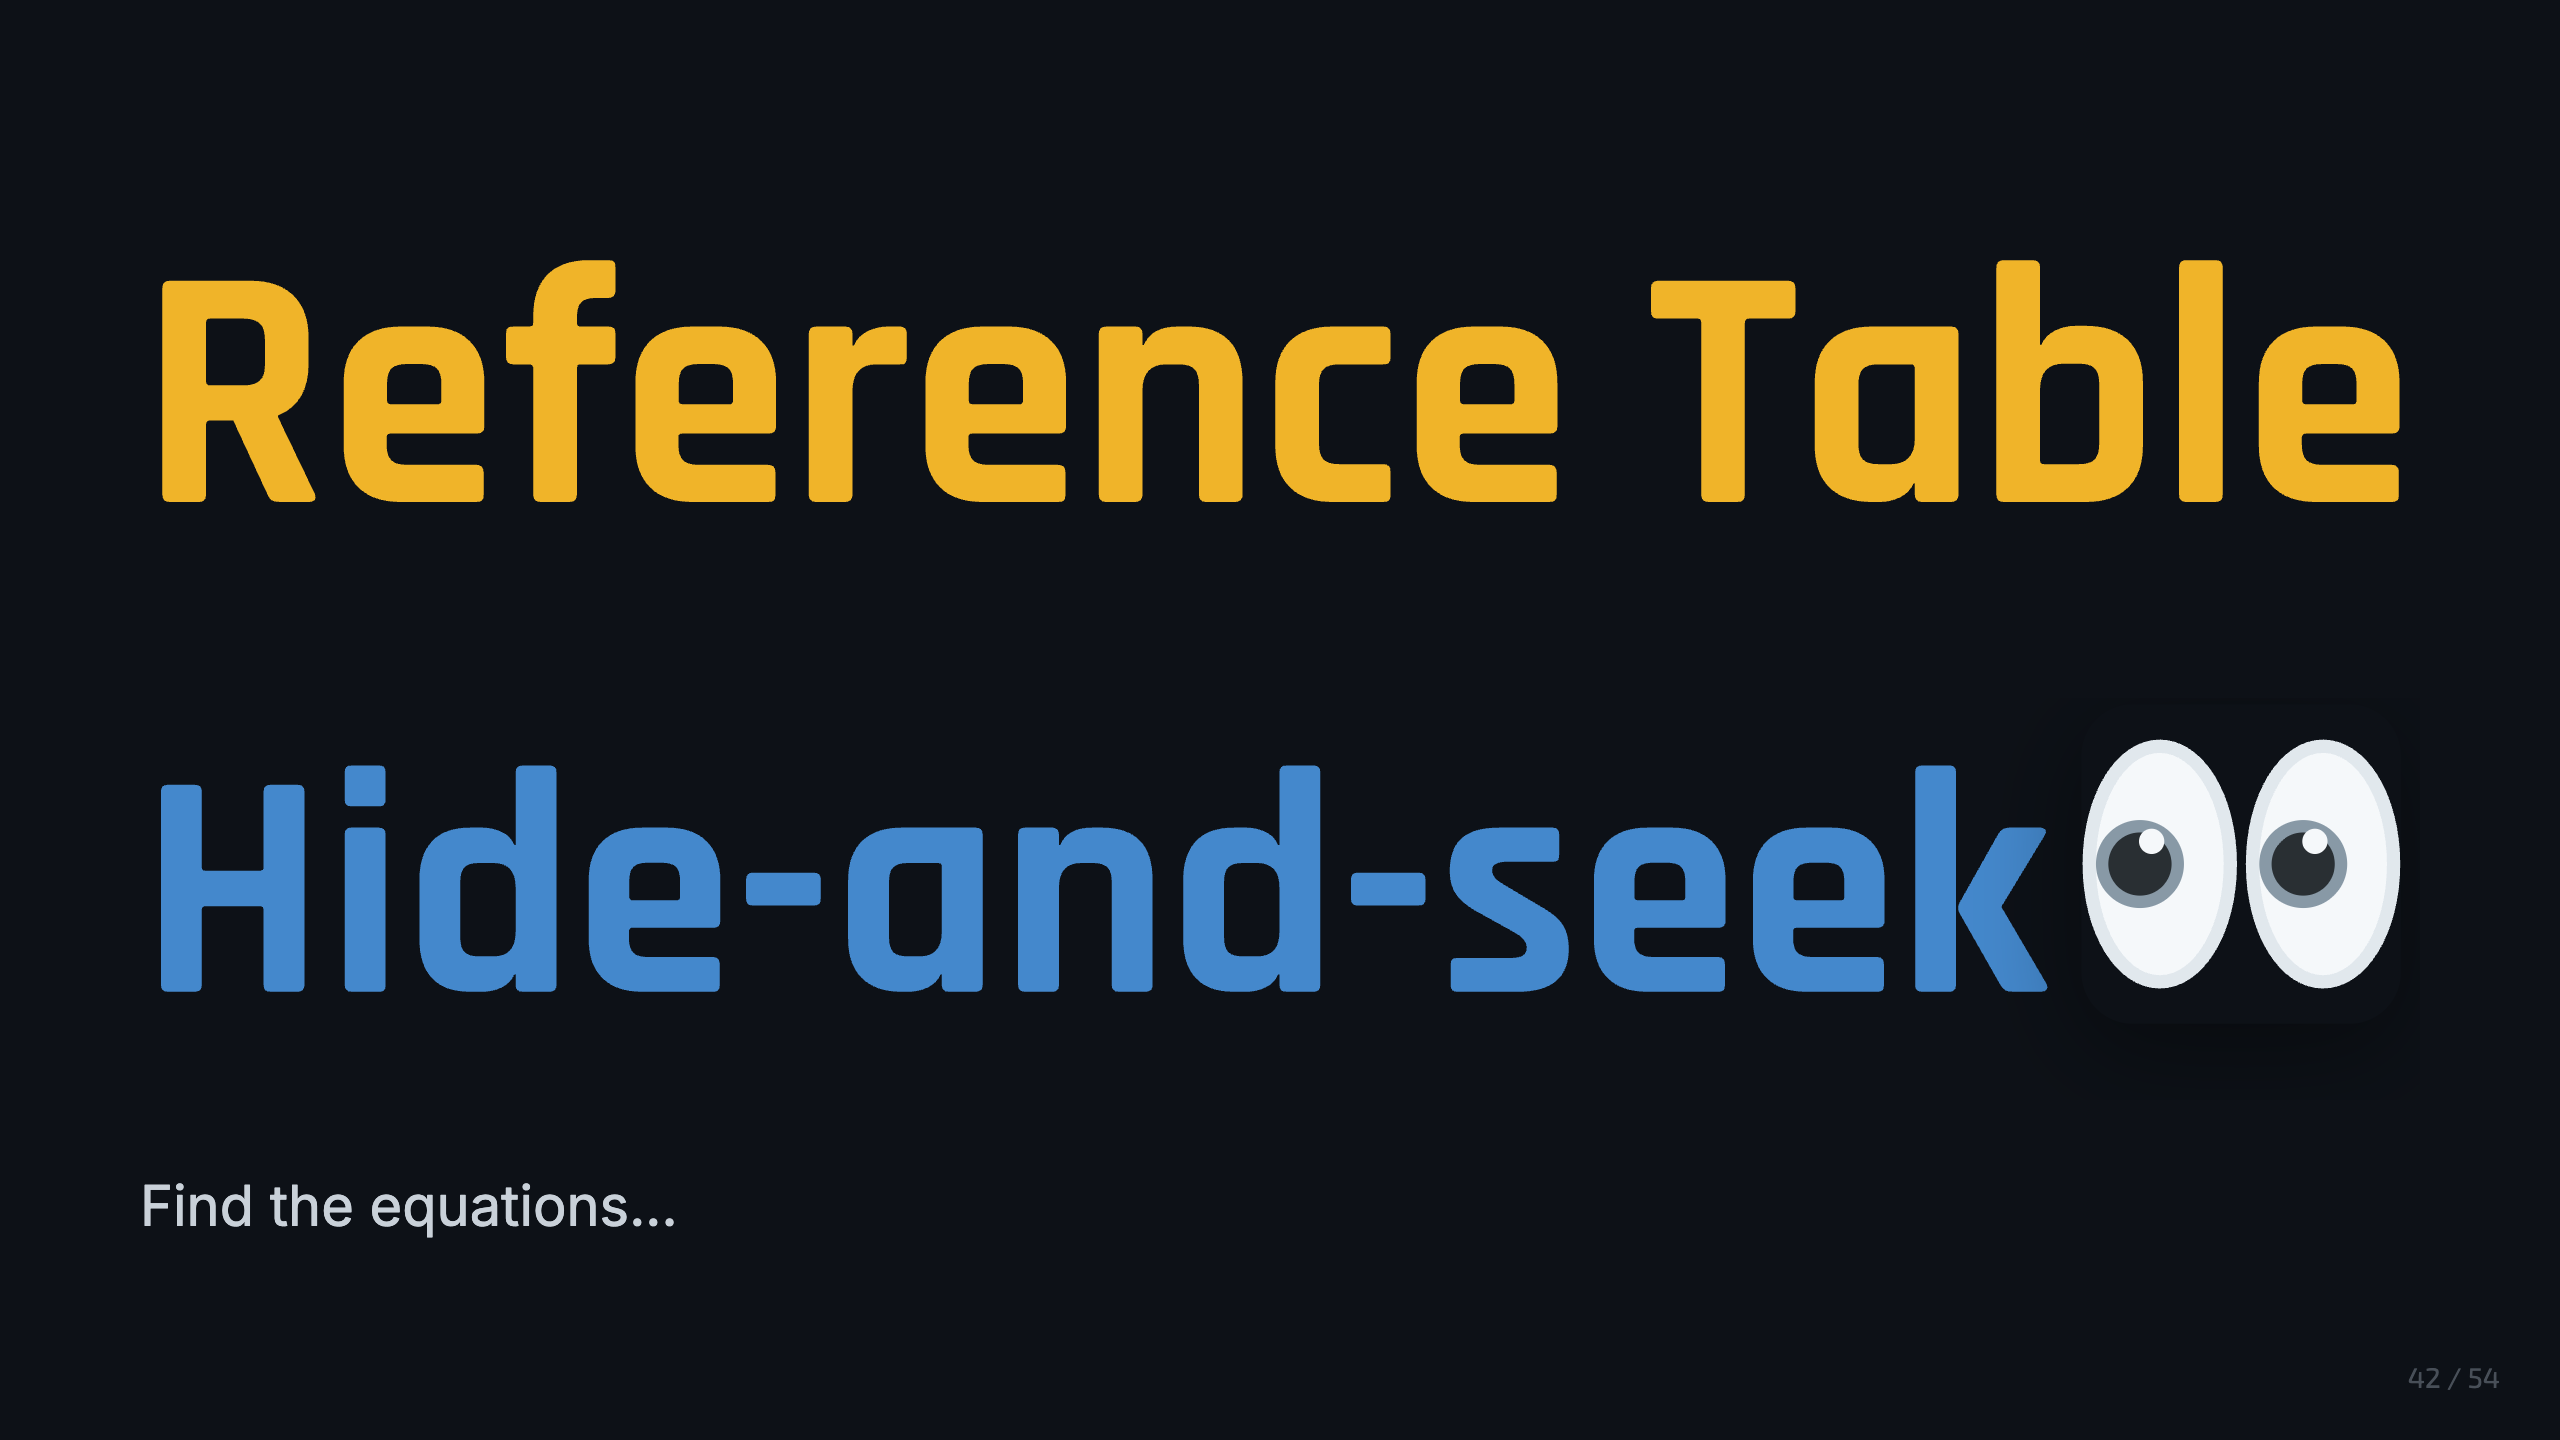 Reference Table
Hide-and-seek👀
Find the equations...
42 / 54